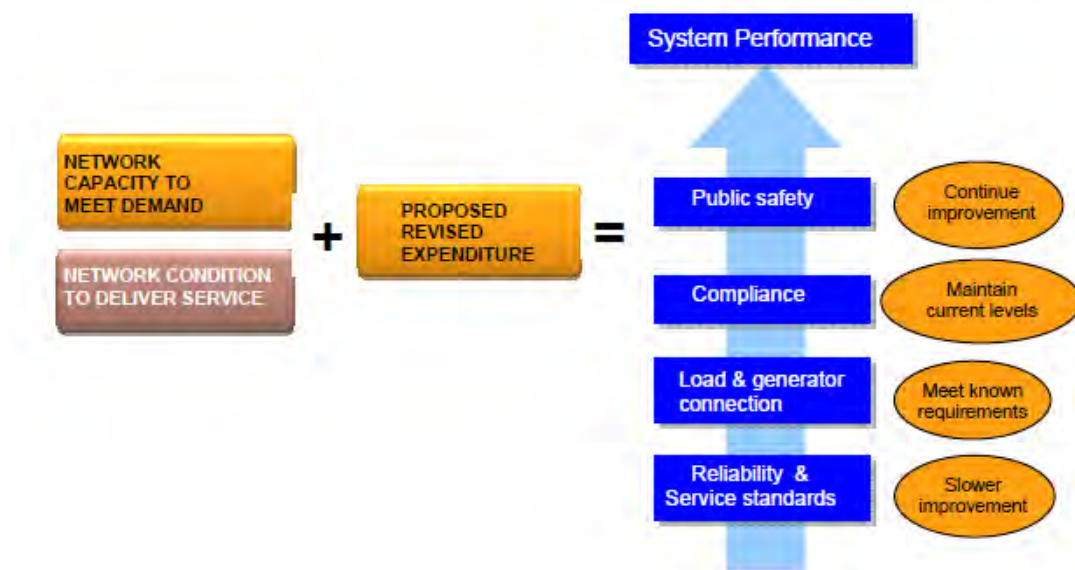 System Performance
NETWORK
CAPACITY TO
MEET DEMAND
NETWORK CONDITION
TO DELIVER SERVICE
+
PROPOSED
REVISED
EXPENDITURE
=
Public safety
Continue
improvement
Compliance
Maintain
current levels
Load & generator
connection
Meet known
requirements
Reliability &
Service standards
Slower
improvement